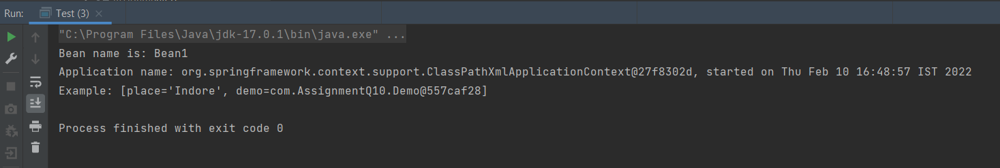 Run: Test (3)
"C:\Program Files\Java\jdk-17.0.1\bin\java.exe" ...
Bean name is: Bean1
Application name: org.springframework.context.support.ClassPathXmlApplicationContext@27f8302d, started on Thu Feb 10 16:48:57 IST 2022
Example: [place='Indore', demo=com.AssignmentQ10.Demo@557caf28]
Process finished with exit code 0